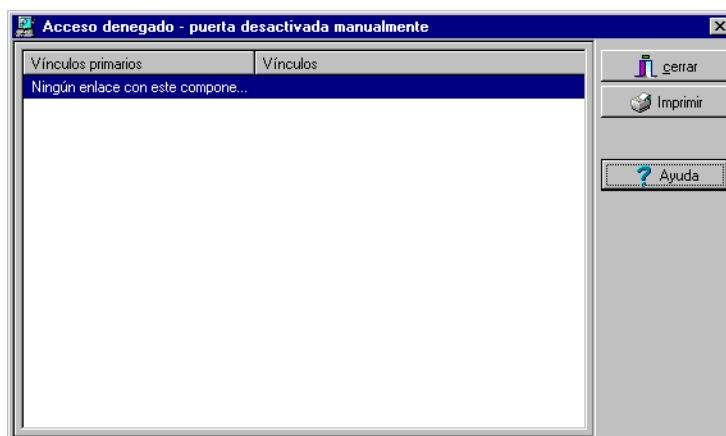 Acceso denegado - puerta desactivada manualmente
Vínculos primarios
Vínculos
Ningún enlace con este compone...
cerrar
Imprimir
Ayuda